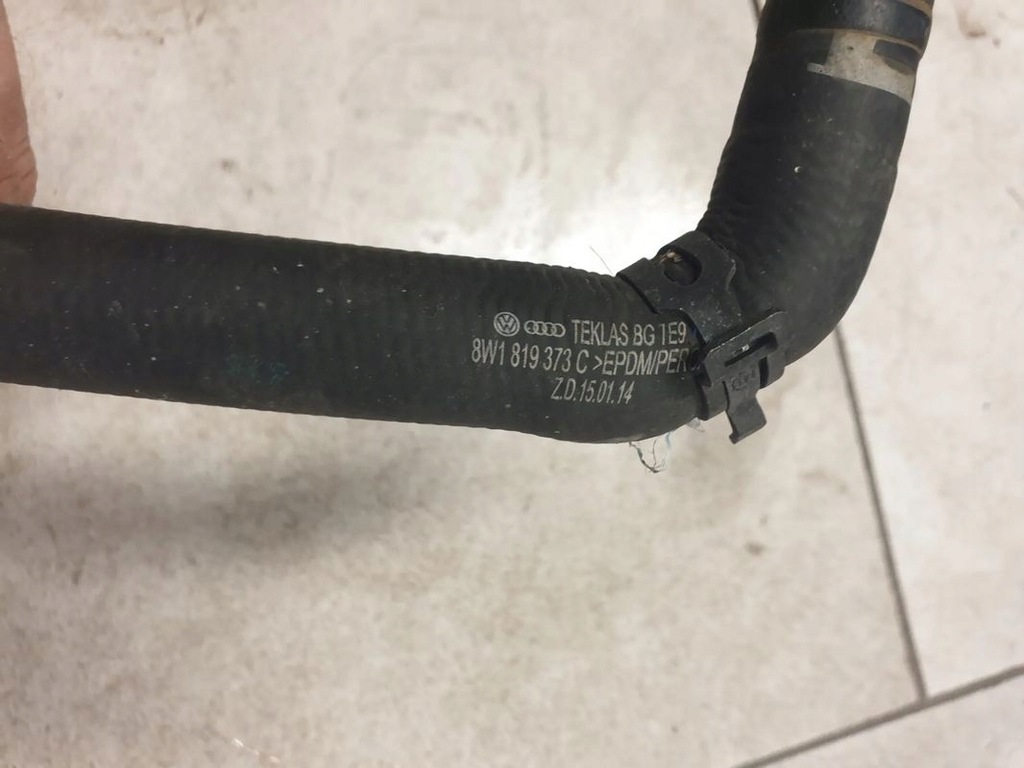 TEKLAS BG 1E9
8W1 819 373 C >EPDM/PER
Z.D.15.01.14